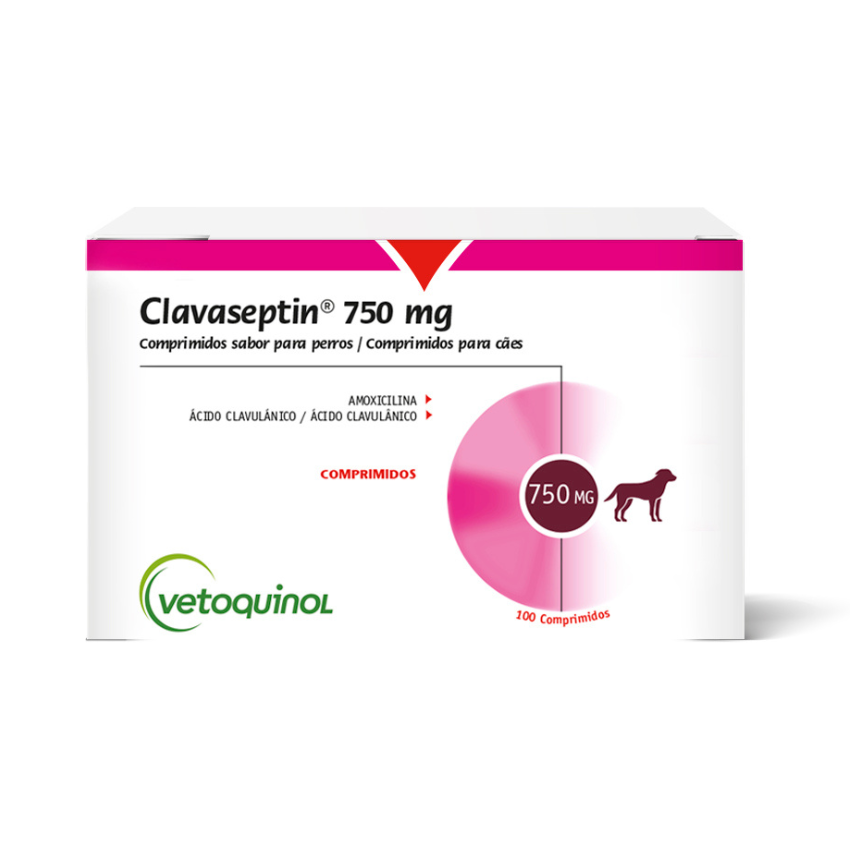 Clavaseptin® 750 mg
Comprimidos sabor para perros / Comprimidos para cães
AMOXICILINA
ÁCIDO CLAVULÂNICO / ÁCIDO CLAVULÂNICO
COMPRIMIDOS
750 MG
vetoquinol
100 Comprimidos